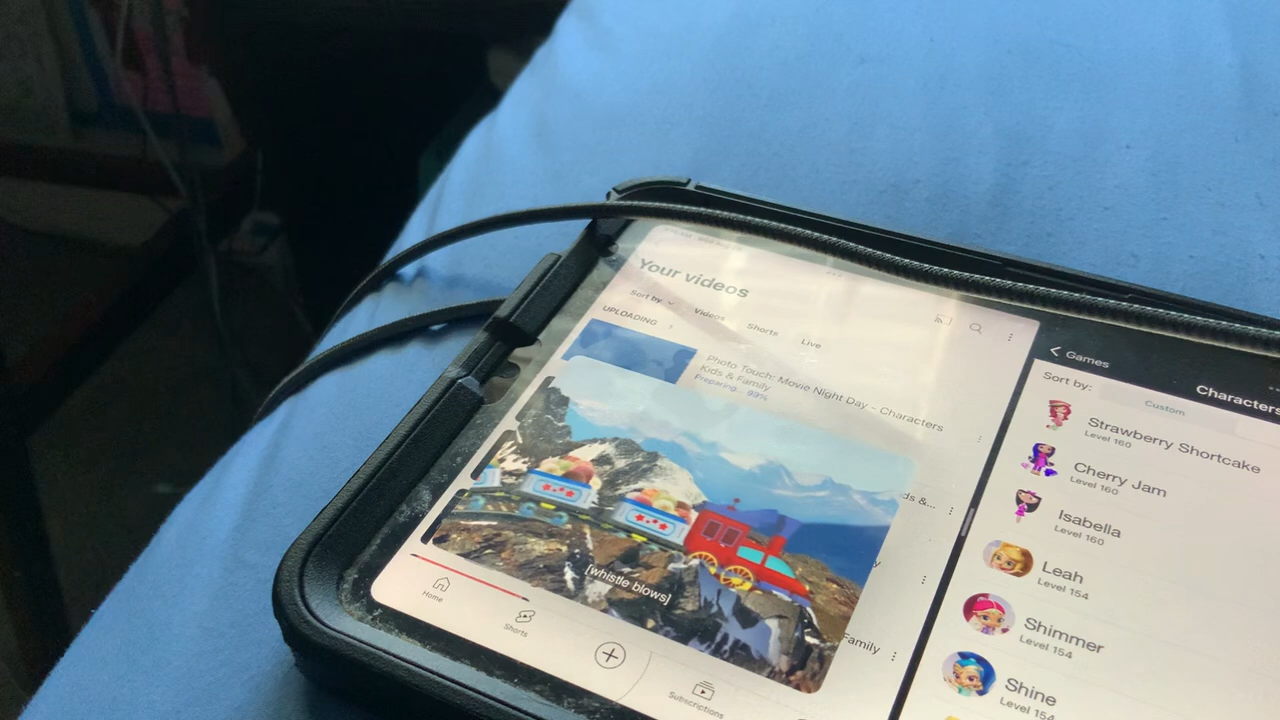 Your videos
Sort by
Videos
Shorts
Live
UPLOADING
Photo Touch: Movie Night Day - Characters
Kids & Family
Preparing... 93%
ds &...
y
Family
[whistle blows]
Home
Shorts
Subscriptions
Games
Characters
Sort by:
Custom
Strawberry Shortcake
Level 160
Cherry Jam
Level 160
Isabella
Level 160
Leah
Level 154
Shimmer
Level 154
Shine
Level 154